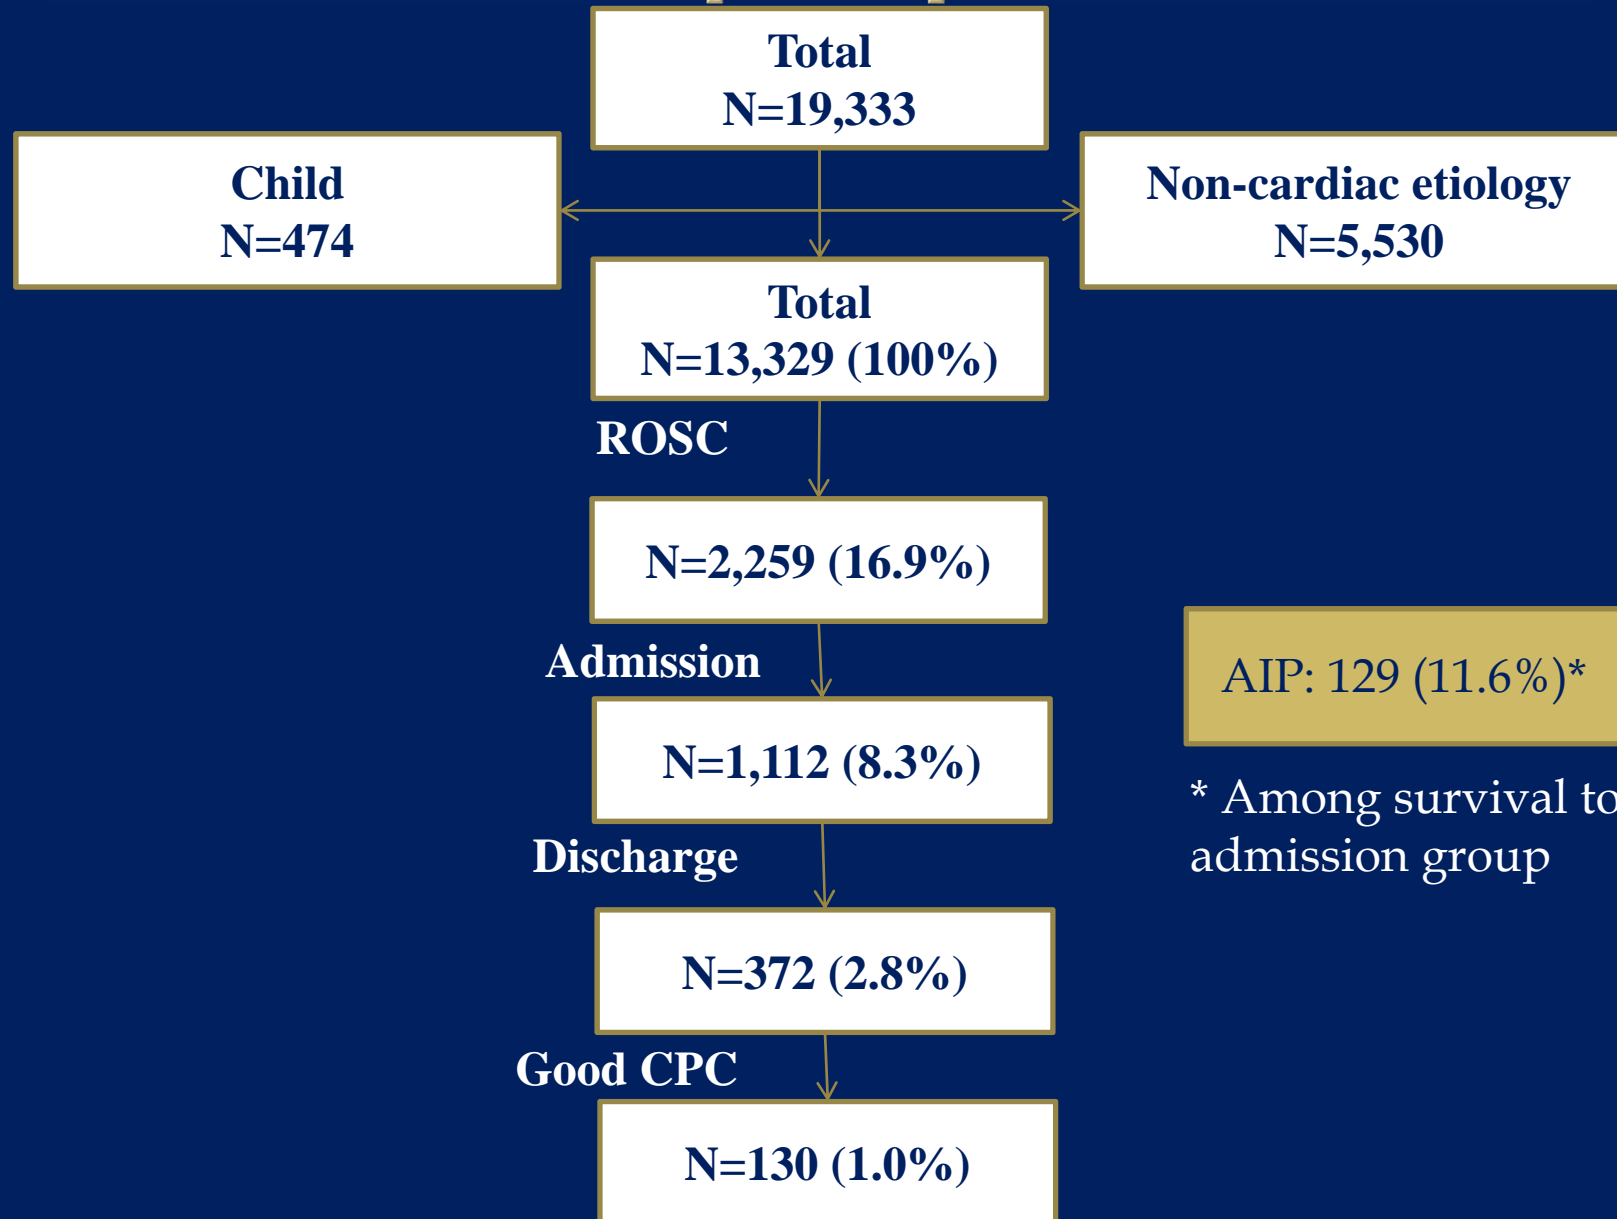 Total
N=19,333
Child
N=474
Non-cardiac etiology
N=5,530
Total
N=13,329 (100%)
ROSC
N=2,259 (16.9%)
Admission
AIP: 129 (11.6%)*
N=1,112 (8.3%)
* Among survival to
admission group
Discharge
N=372 (2.8%)
Good CPC
N=130 (1.0%)